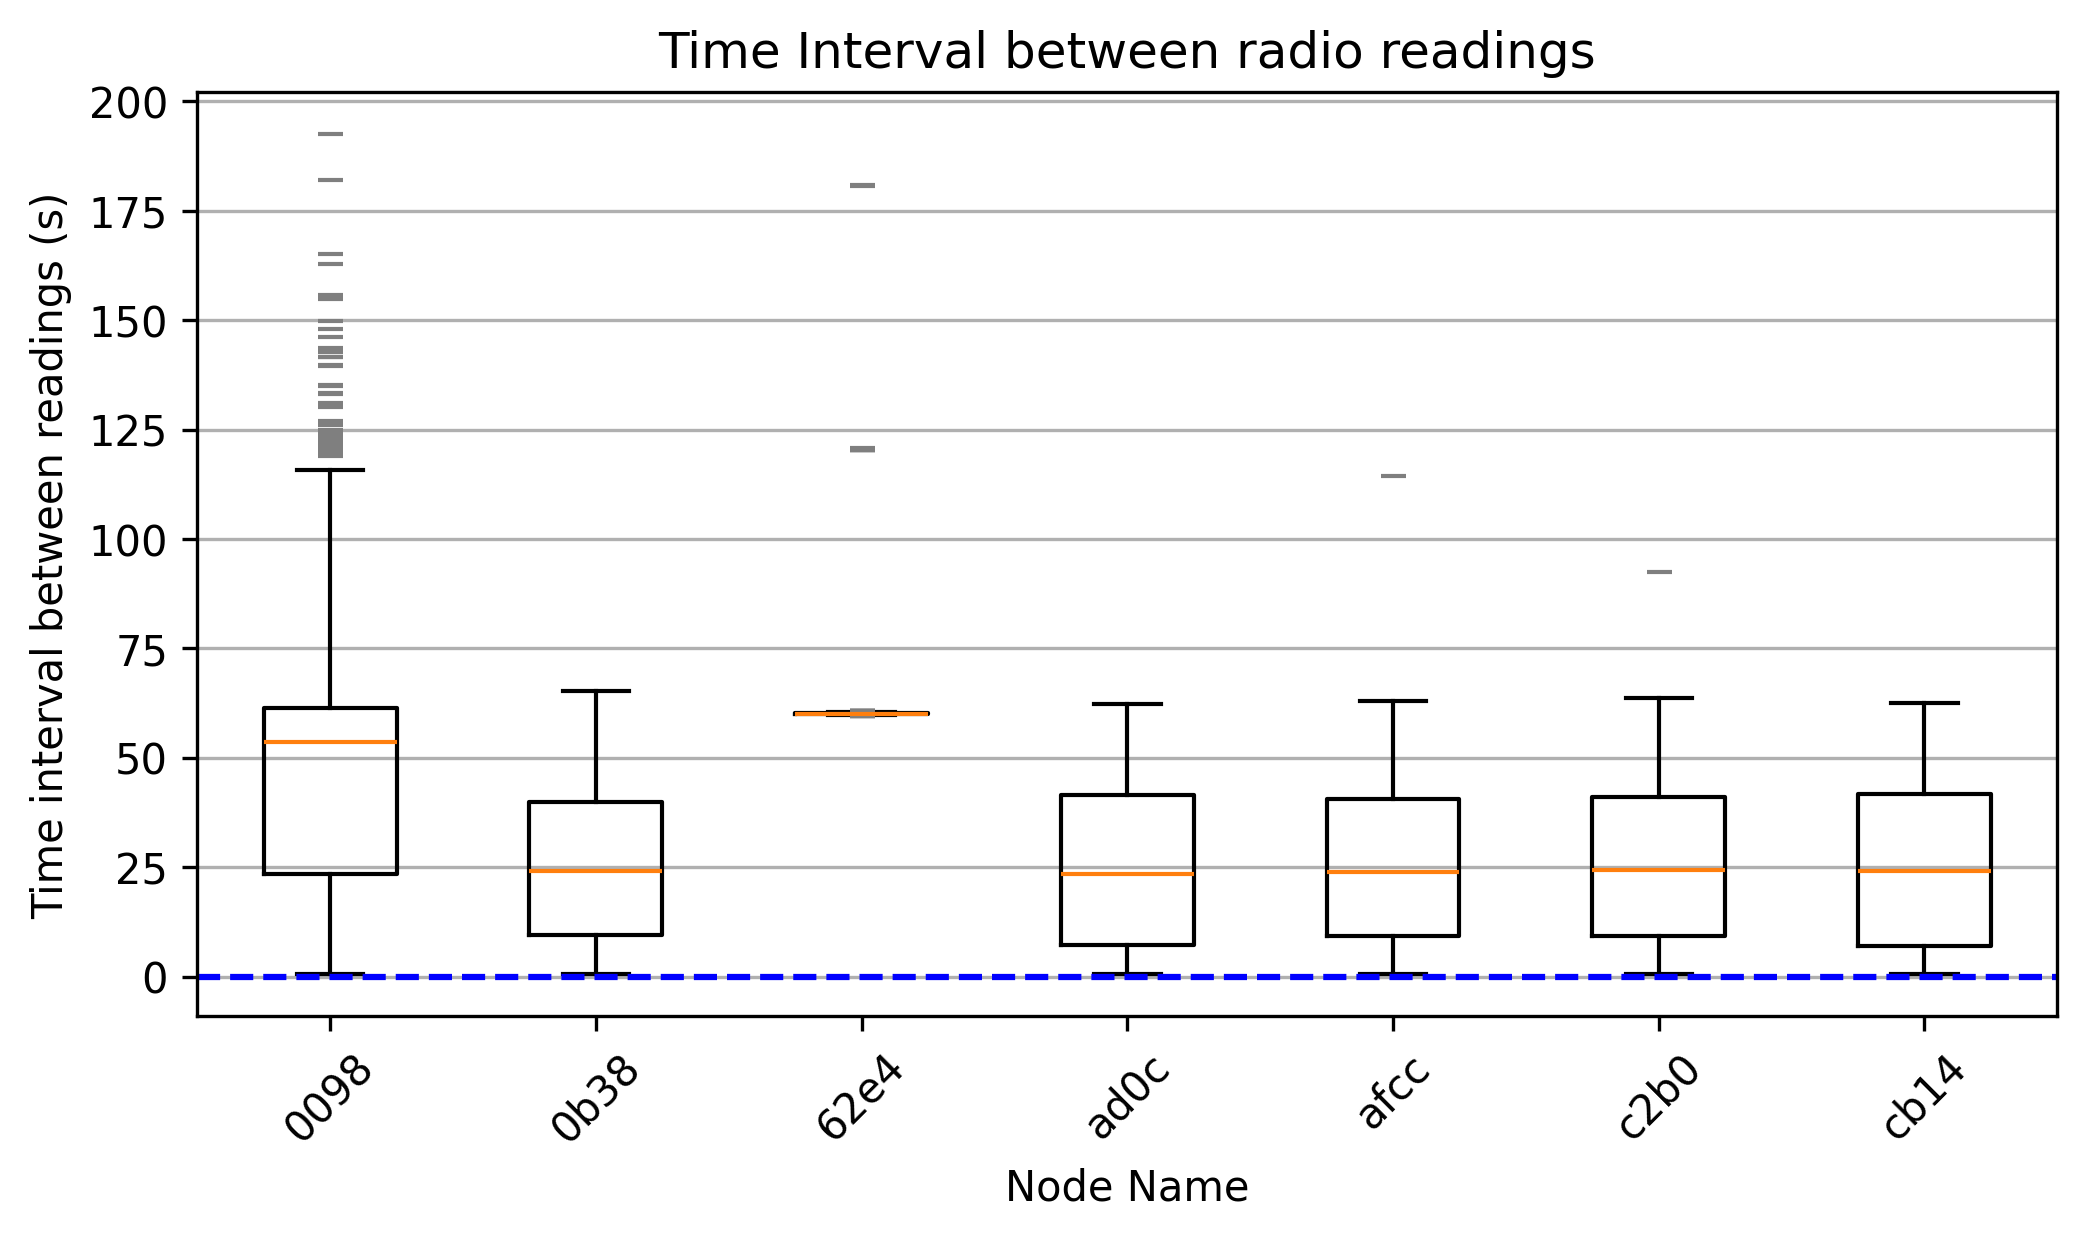 Time Interval between radio readings
Time interval between readings (s)
200
175
150
125
100
75
50
25
0
0098
0b38
62e4
ad0c
afcc
c2b0
cb14
Node Name